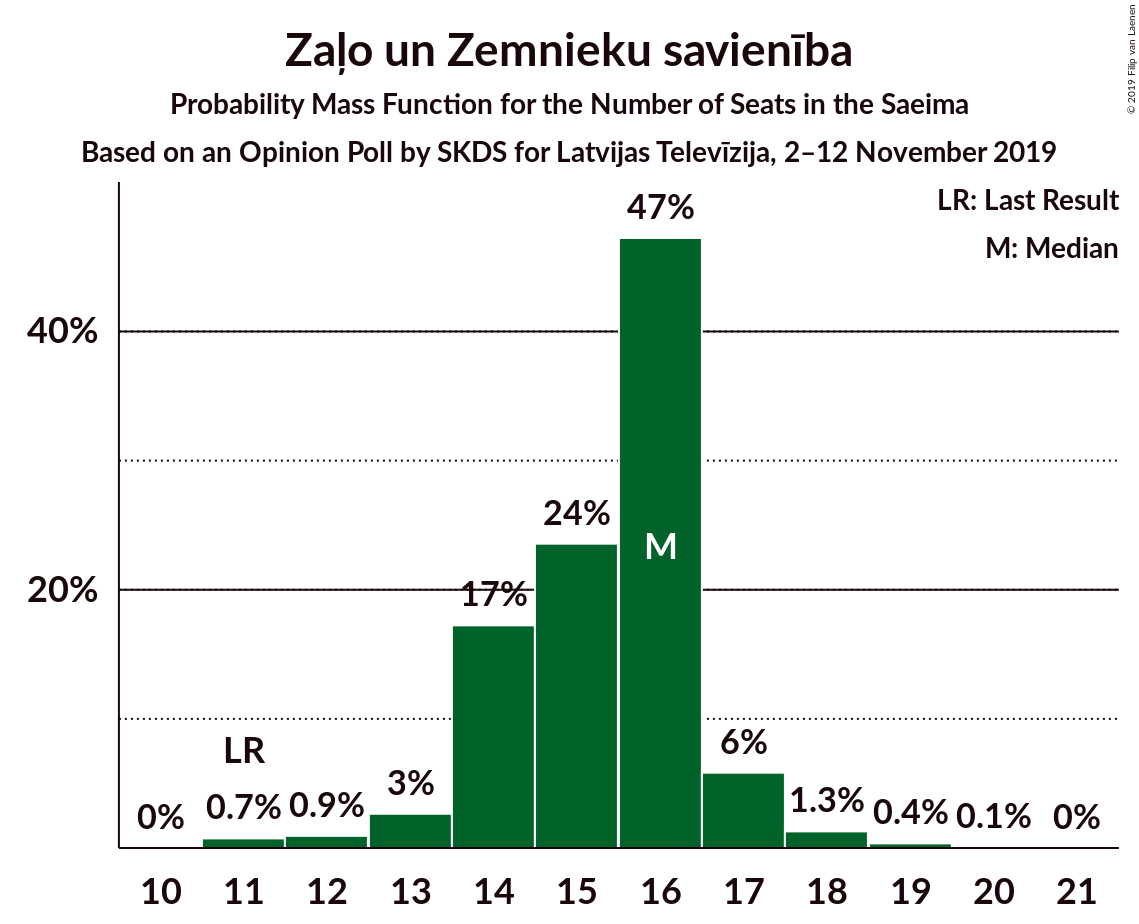 Zaļo un Zemnieku savienība
Probability Mass Function for the Number of Seats in the Saeima
Based on an Opinion Poll by SKDS for Latvijas Televīzija, 2–12 November 2019
© 2019 Filip van Laenen
LR: Last Result
M: Median
47%
40%
24%
M
20%
17%
LR
6%
3%
0%
0.7%
0.9%
1.3%
0.4%
0.1%
0%
10 11 12 13 14 15 16 17 18 19 20 21